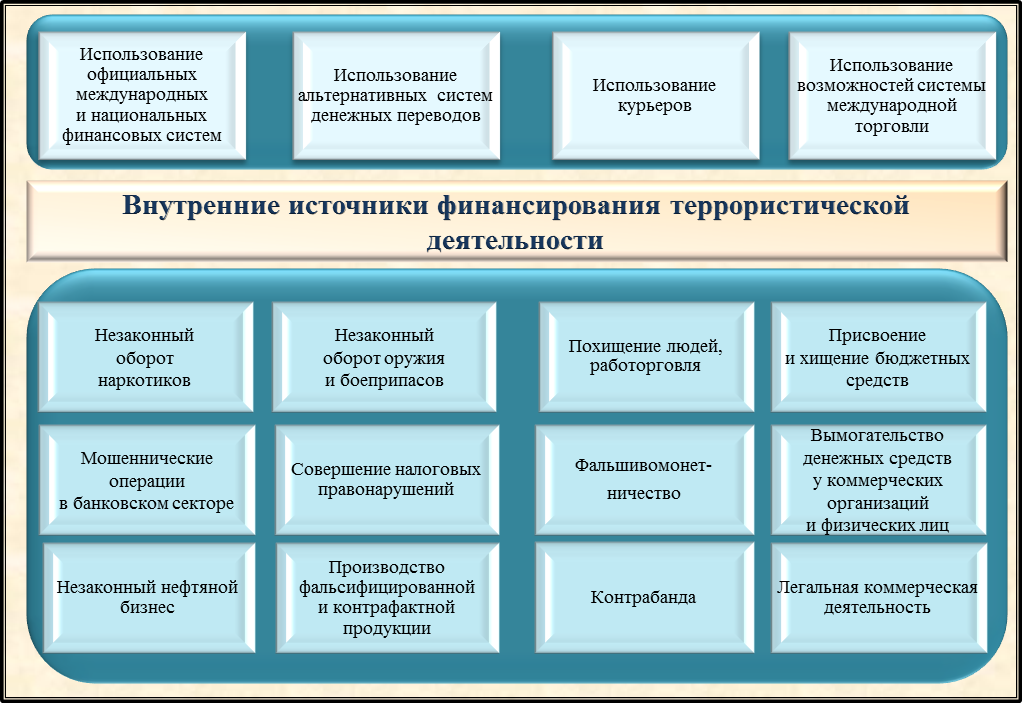 Использование
официальных
международных
и национальных
финансовых систем
Использование
альтернативных систем
денежных переводов
Использование
курьеров
Использование
возможностей системы
международной
торговли
Внутренние источники финансирования террористической
деятельности
Незаконный
оборот
наркотиков
Незаконный
оборот оружия
и боеприпасов
Похищение людей,
работорговля
Присвоение
и хищение бюджетных
средств
Мошеннические
операции
в банковском секторе
Совершение налоговых
правонарушений
Фальшивомонет-
ничество
Вымогательство
денежных средств
у коммерческих
организаций
и физических лиц
Незаконный нефтяной
бизнес
Производство
фальсифицированной
и контрафактной
продукции
Контрабанда
Легальная коммерческая
деятельность